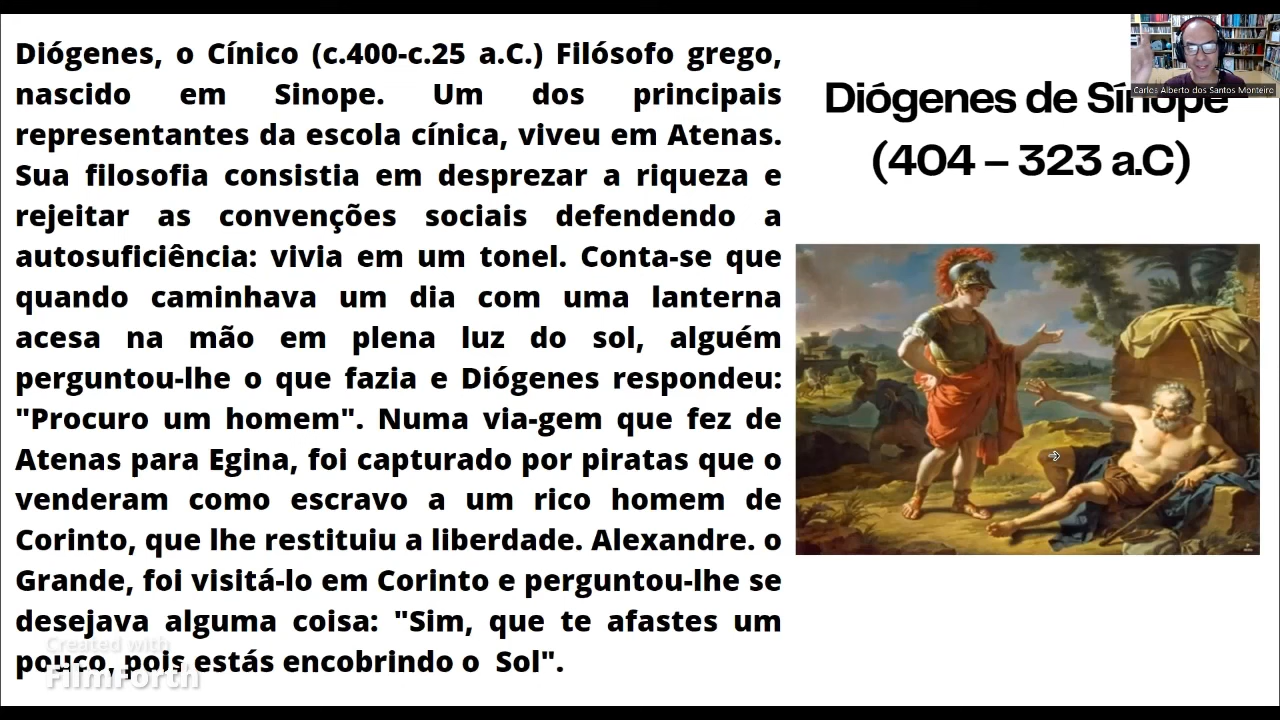 Diógenes, o Cínico (c.400-c.25 a.C.) Filósofo grego,
nascido em Sinope. Um dos principais
representantes da escola cínica, viveu em Atenas.
Sua filosofia consistia em desprezar a riqueza e
rejeitar as convenções sociais defendendo a
autosuficiência: vivia em um tonel. Conta-se que
quando caminhava um dia com uma lanterna
acesa na mão em plena luz do sol, alguém
perguntou-lhe o que fazia e Diógenes respondeu:
"Procuro um homem". Numa via-gem que fez de
Atenas para Egina, foi capturado por piratas que o
venderam como escravo a um rico homem de
Corinto, que lhe restituiu a liberdade. Alexandre. o
Grande, foi visitá-lo em Corinto e perguntou-lhe se
desejava alguma coisa: "Sim, que te afastes um
pouco, pois estás encobrindo o Sol".
Created with
FilmForth
Carlos Alberto dos Santos Monteiro
Diógenes de Sínope
(404 – 323 a.C)